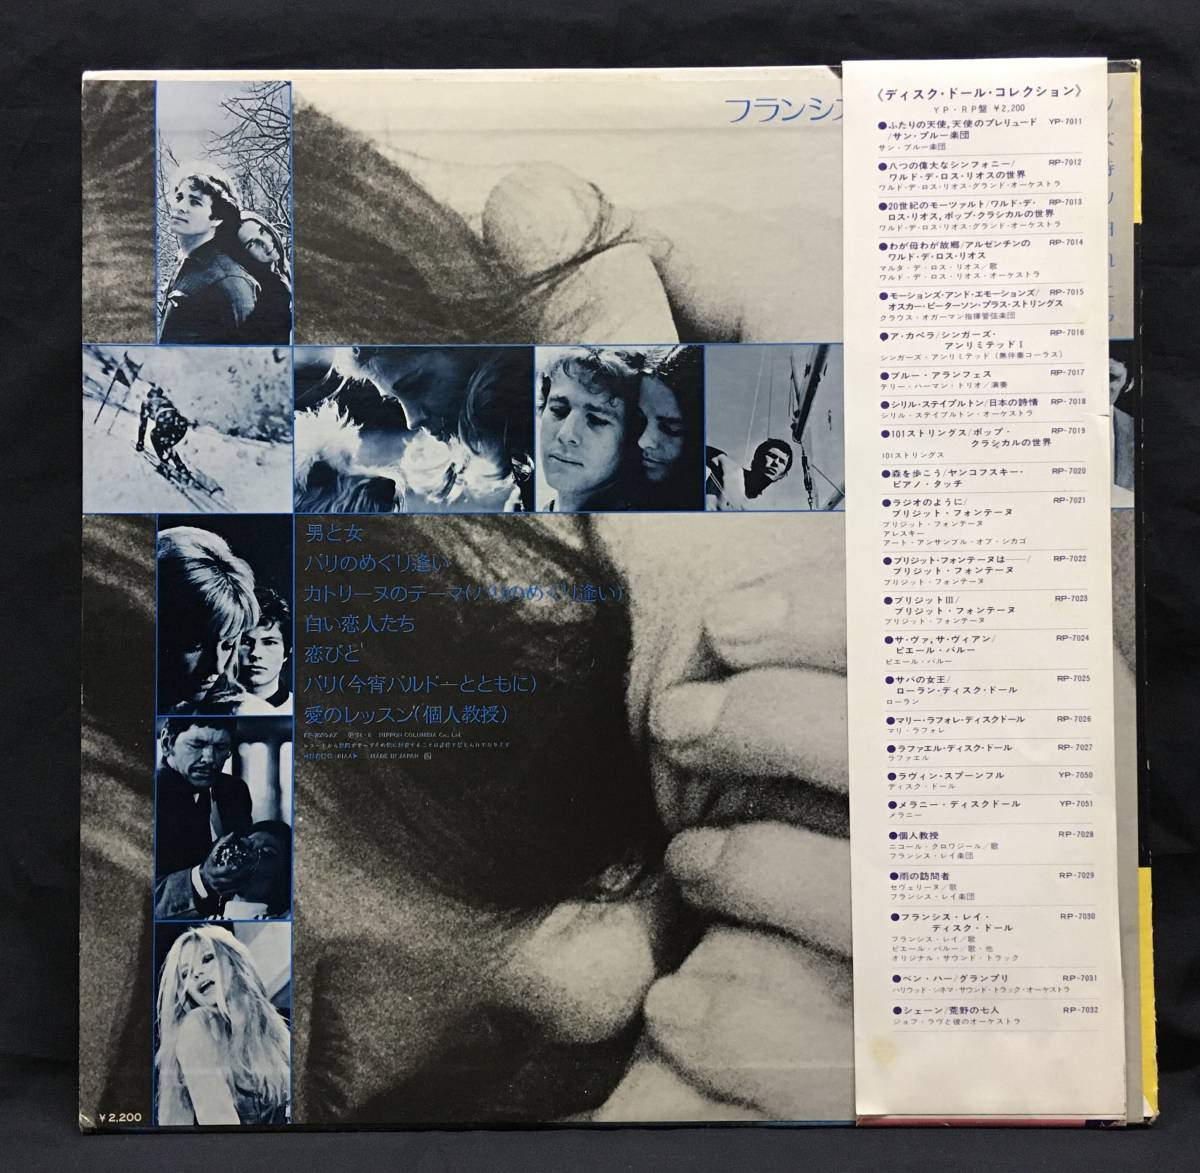 フランシス
男と女
パリのめぐり逢い
カトリーヌのテーマ(パリのめぐり逢い)
白い恋人たち
恋びと
パリ(今宵バルドーとともに)
愛のレッスン(個人教授)
NIPPON COLUMBIA Co., Ltd.
MADE IN JAPAN
¥2,200
《ディスク・ドール・コレクション》
YP・RP盤 ¥2,200
●ふたりの天使,天使のプレリュード YP-7011
/サン・プルー楽団
サン・プルー楽団
●八つの偉大なシンフォニー/ RP-7012
ワルド・デ・ロス・リオスの世界
ワルド・デ・ロス・リオス・グランド・オーケストラ
●20世紀のモーツァルト/ワルド・デ・ RP-7013
ロス・リオス,ポップ・クラシカルの世界
ワルド・デ・ロス・リオス・グランド・オーケストラ
●わが母わが故郷/アルゼンチンの RP-7014
ワルド・デ・ロス・リオス
マルタ・デ・ロス・リオス/歌
ワルド・デ・ロス・リオス・オーケストラ
●モーションズ・アンド・エモーションズ/ RP-7015
オスカー・ピーターソン・プラス・ストリングス
クラウス・オガーマン指揮管弦楽団
●ア・カペラ/シンガーズ・ RP-7016
アンリミテッドⅠ
シンガーズ・アンリミテッド(無伴奏コーラス)
●ブルー・アランフェス RP-7017
テリー・ハーマン・トリオ/演奏
●シリル・ステイプルトン/日本の詩情 RP-7018
シリル・ステイプルトン・オーケストラ
●101ストリングス/ポップ・ RP-7019
クラシカルの世界
101ストリングス
●森を歩こう/ヤンコフスキー・ RP-7020
ピアノ・タッチ
●ラジオのように/ RP-7021
ブリジット・フォンテーヌ
ブリジット・フォンテーヌ
アレスキー
アート・アンサンブル・オブ・シカゴ
●ブリジット・フォンテーヌは――/ RP-7022
ブリジット・フォンテーヌ
ブリジット・フォンテーヌ
●ブリジットⅢ/ RP-7023
ブリジット・フォンテーヌ
ブリジット・フォンテーヌ
●サ・ヴァ,サ・ヴィアン/ RP-7024
ピエール・バルー
ピエール・バルー
●サバの女王/ RP-7025
ローラン・ディスク・ドール
ローラン
●マリー・ラフォレ・ディスクドール RP-7026
マリ・ラフォレ
●ラファエル・ディスク・ドール RP-7027
ラファエル
●ラヴィン・スプーンフル YP-7050
ディスク・ドール
●メラニー・ディスクドール YP-7051
メラニー
●個人教授 RP-7028
ニコール・クロワジール/歌
フランシス・レイ楽団
●雨の訪問者 RP-7029
セヴェリーヌ/歌
フランシス・レイ楽団
●フランシス・レイ・ RP-7030
ディスク・ドール
フランシス・レイ/歌
ピエール・バルー/歌・他
オリジナル・サウンド・トラック
●ベン・ハー/グランプリ RP-7031
ハリウッド・シネマ・サウンド・トラック・オーケストラ
●シェーン/荒野の七人 RP-7032
ジョフ・ラヴと彼のオーケストラ